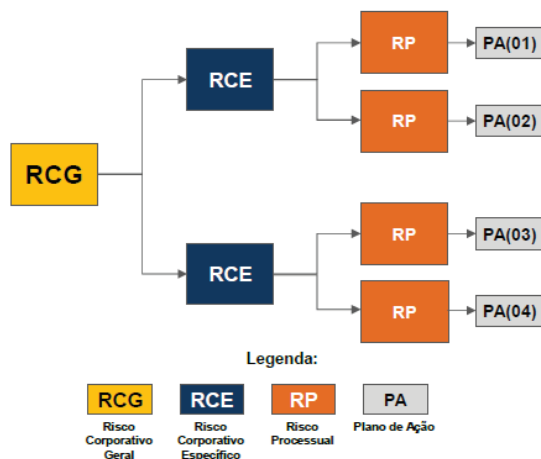 RP
PA(01)
RCE
RP
PA(02)
RCG
RP
PA(03)
RCE
RP
PA(04)
Legenda:
RCG
RCE
RP
PA
Risco
Corporativo
Geral
Risco
Corporativo
Específico
Risco
Processual
Plano de Ação